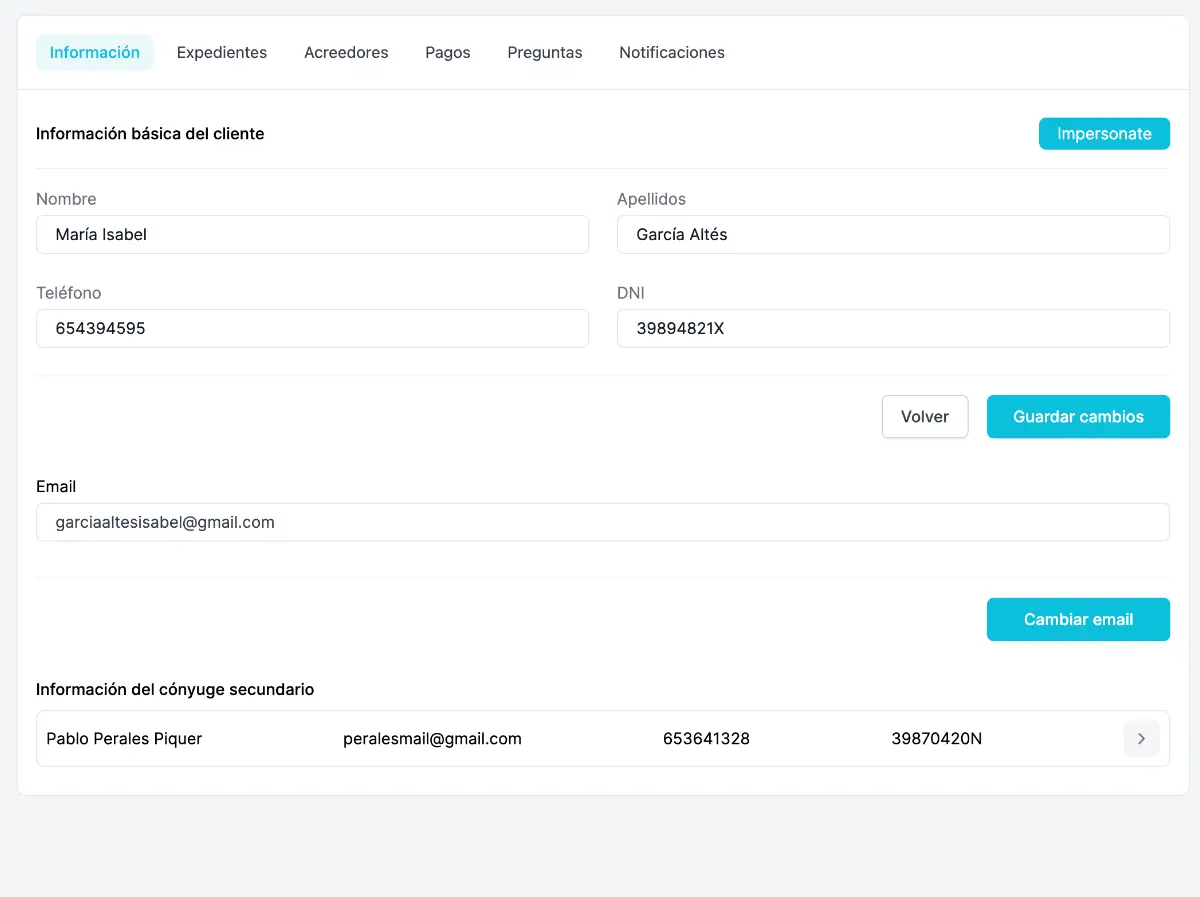 Información Expedientes Acreedores Pagos Preguntas Notificaciones
Información básica del cliente Impersonate
Nombre Apellidos
María Isabel García Altés
Teléfono DNI
654394595 39894821X
Volver Guardar cambios
Email
garciaaltesisabel@gmail.com
Cambiar email
Información del cónyuge secundario
Pablo Perales Piquer peralesmail@gmail.com 653641328 39870420N